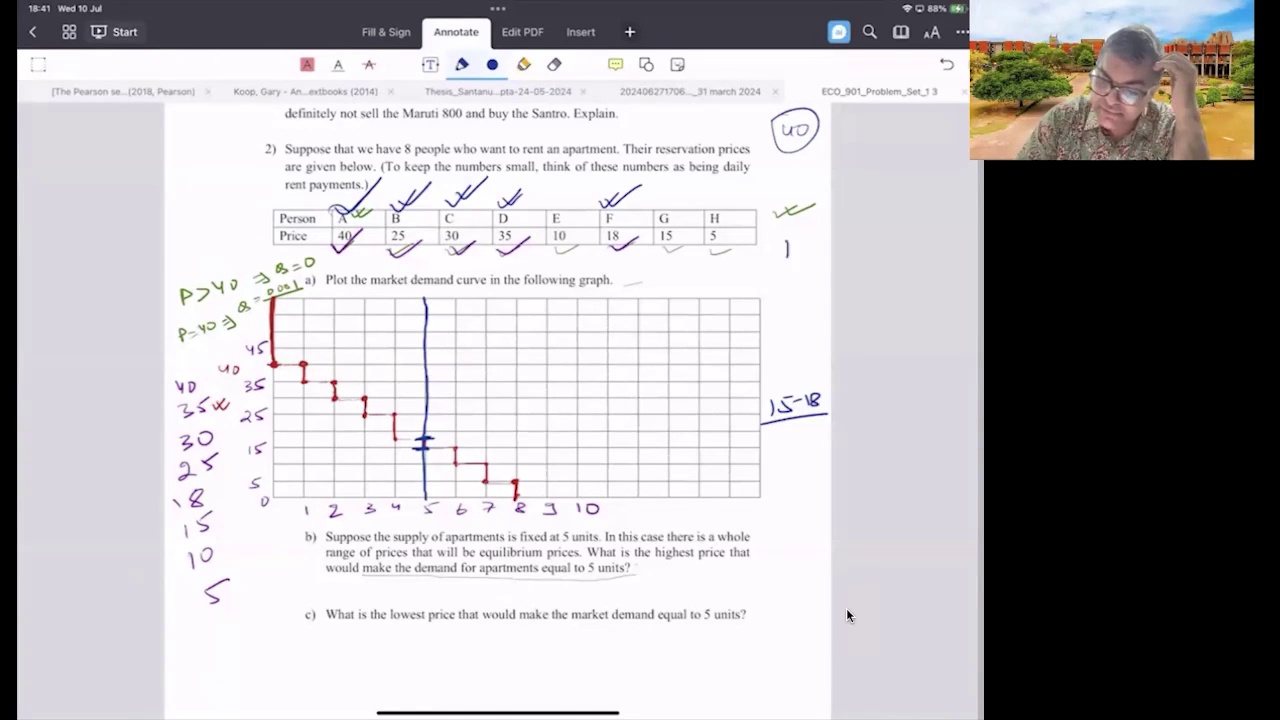 18:41 Wed 10 Jul
88%
Start
Fill & Sign
Annotate
Edit PDF
Insert
[The Pearson se...(2018, Pearson)
Koop, Gary - An...extbooks (2014)
Thesis_Santanu...pta-24-05-2024
202406271706..._31 march 2024
ECO_901_Problem_Set_1 3
definitely not sell the Maruti 800 and buy the Santro. Explain.
40
2) Suppose that we have 8 people who want to rent an apartment. Their reservation prices
are given below. (To keep the numbers small, think of these numbers as being daily
rent payments.)
Person A B C D E F G H
Price 40 25 30 35 10 18 15 5
1
a) Plot the market demand curve in the following graph.
P>40 ⇒ Q=0
P=40 ⇒ Q=0 or 1
45
40
35
25
15
5
0
40
35
30
25
18
15
10
5
15-18
1 2 3 4 5 6 7 8 9 10
b) Suppose the supply of apartments is fixed at 5 units. In this case there is a whole
range of prices that will be equilibrium prices. What is the highest price that
would make the demand for apartments equal to 5 units?
c) What is the lowest price that would make the market demand equal to 5 units?